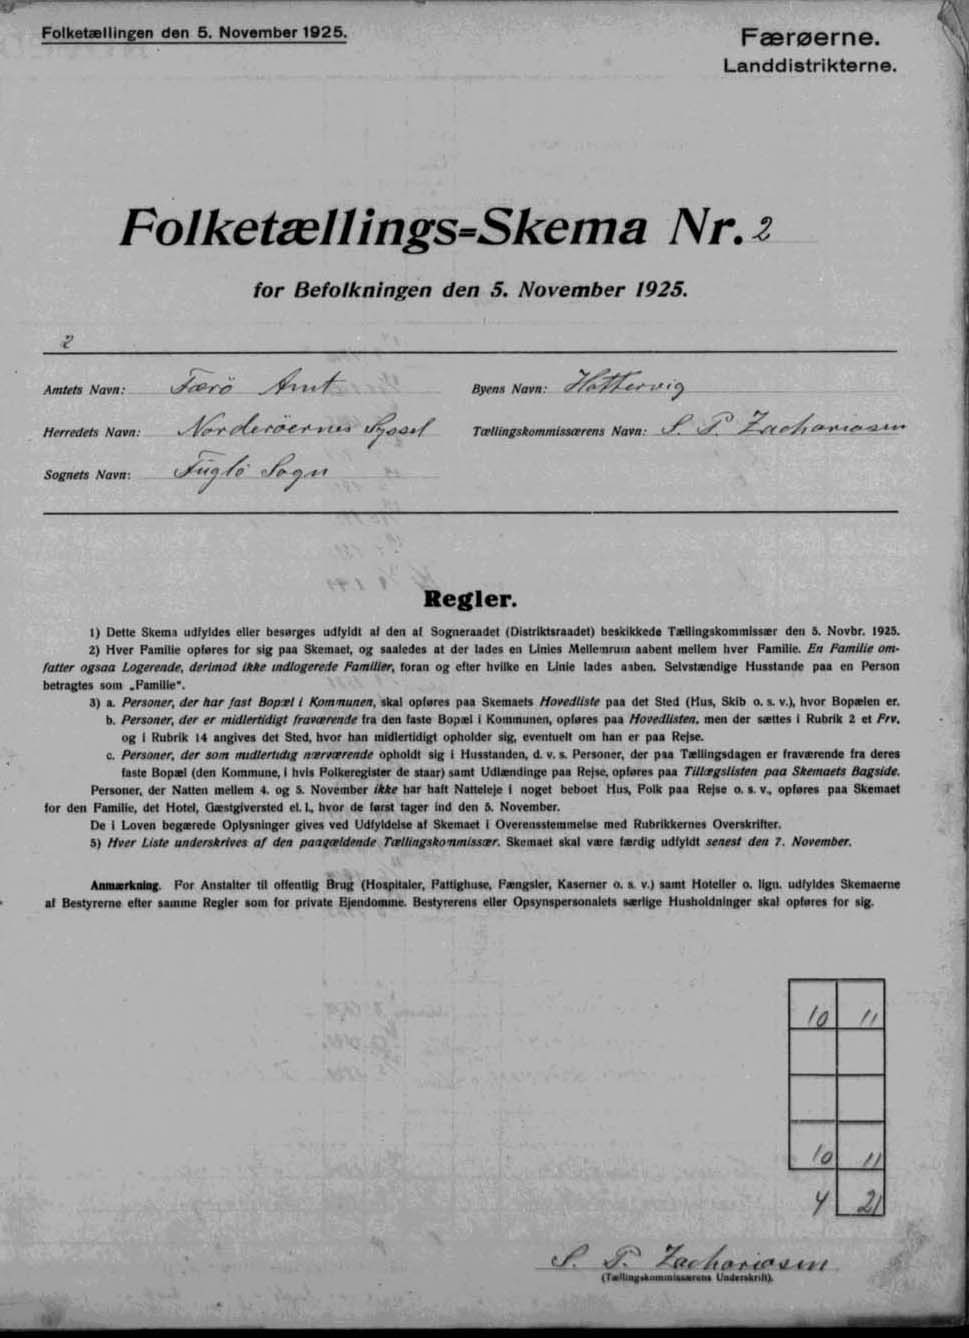 Folketællingen den 5. November 1925.
Færøerne.
Landdistrikterne.
Folketællings=Skema Nr. 2
for Befolkningen den 5. November 1925.
2
Amtets Navn: Færö Amt
Byens Navn: Hattervig
Herredets Navn: Norderöernes Syssel
Tællingskommissærens Navn: S. P. Zachariasen
Sognets Navn: Fuglö Sogn
Regler.
1) Dette Skema udfyldes eller besørges udfyldt af den af Sogneraadet (Distriktsraadet) beskikkede Tællingskommissær den 5. Novbr. 1925.
2) Hver Familie opføres for sig paa Skemaet, og saaledes at der lades en Linies Mellemrum aabent mellem hver Familie. En Familie om-
fatter ogsaa Logerende, derimod ikke indlogerede Familier, foran og efter hvilke en Linie lades aaben. Selvstændige Husstande paa en Person
betragtes som „Familie".
3) a. Personer, der har fast Bopæl i Kommunen, skal opføres paa Skemaets Hovedliste paa det Sted (Hus, Skib o. s. v.), hvor Bopælen er.
b. Personer, der er midlertidigt fraværende fra den faste Bopæl i Kommunen, opføres paa Hovedlisten, men der sættes i Rubrik 2 et Frv.
og i Rubrik 14 angives det Sted, hvor han midlertidigt opholder sig, eventuelt om han er paa Rejse.
c. Personer, der som midlertidig nærværende opholdt sig i Husstanden, d. v. s. Personer, der paa Tællingsdagen er fraværende fra deres
faste Bopæl (den Kommune, i hvis Folkeregister de staar) samt Udlændinge paa Rejse, opføres paa Tillægslisten paa Skemaets Bagside.
Personer, der Natten mellem 4. og 5. November ikke har haft Natteleje i noget beboet Hus, Folk paa Rejse o. s. v., opføres paa Skemaet
for den Familie, det Hotel, Gæstgiversted el. l., hvor de først tager ind den 5. November.
De i Loven begærede Oplysninger gives ved Udfyldelse af Skemaet i Overensstemmelse med Rubrikkernes Overskrifter.
5) Hver Liste underskrives af den paagældende Tællingskommissær. Skemaet skal være færdig udfyldt senest den 7. November.
Anmærkning. For Anstalter til offentlig Brug (Hospitaler, Fattighuse, Fængsler, Kaserner o. s. v.) samt Hoteller o. lign. udfyldes Skemaerne
af Bestyrerne efter samme Regler som for private Ejendomme. Bestyrerens eller Opsynspersonalets særlige Husholdninger skal opføres for sig.
10 11
10 11
4 21
S. P. Zachariasen
(Tællingskommissærens Underskrift).